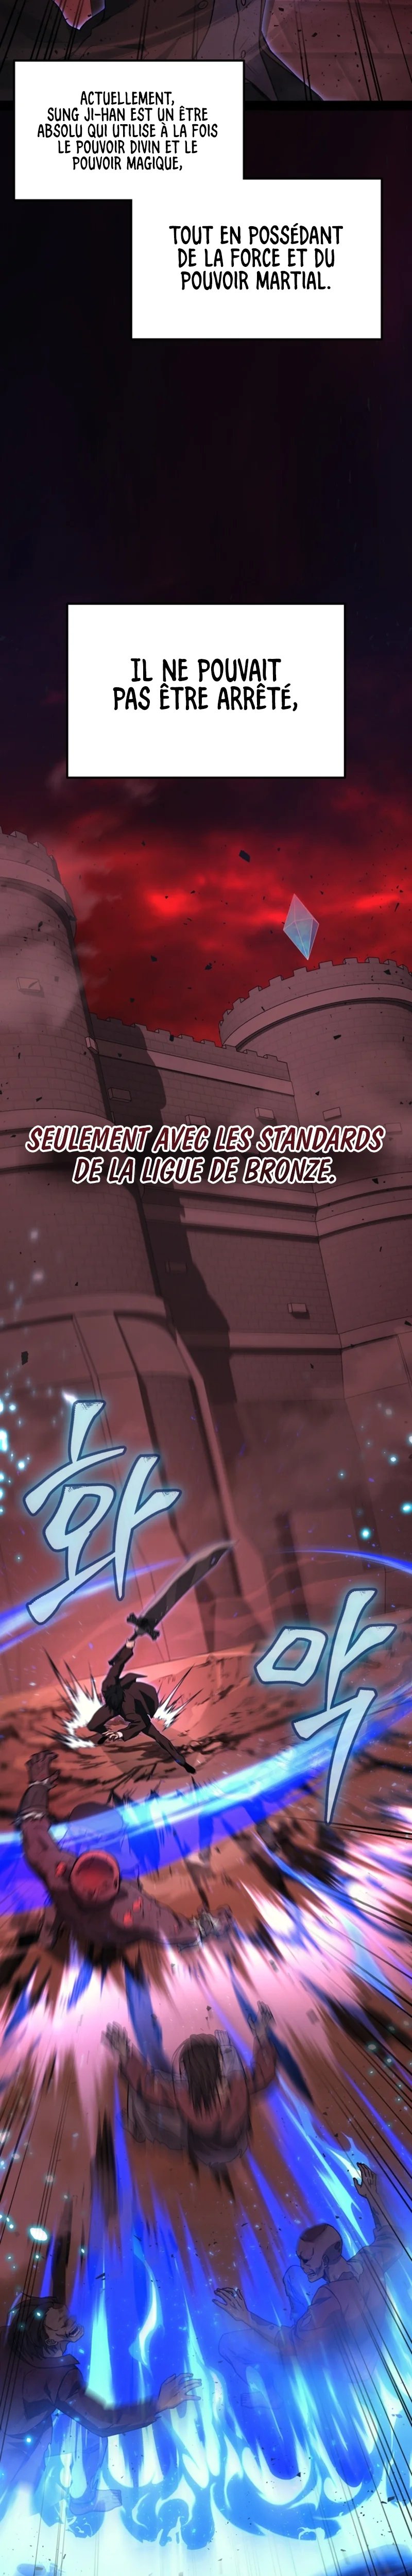 ACTUELLEMENT,
SUNG JI-HAN EST UN ÊTRE
ABSOLU QUI UTILISE À LA FOIS
LE POUVOIR DIVIN ET LE
POUVOIR MAGIQUE,
TOUT EN POSSÉDANT
DE LA FORCE ET DU
POUVOIR MARTIAL.
IL NE POUVAIT
PAS ÊTRE ARRÊTÉ,
SEULEMENT AVEC LES STANDARDS
DE LA LIGUE DE BRONZE.
화
악